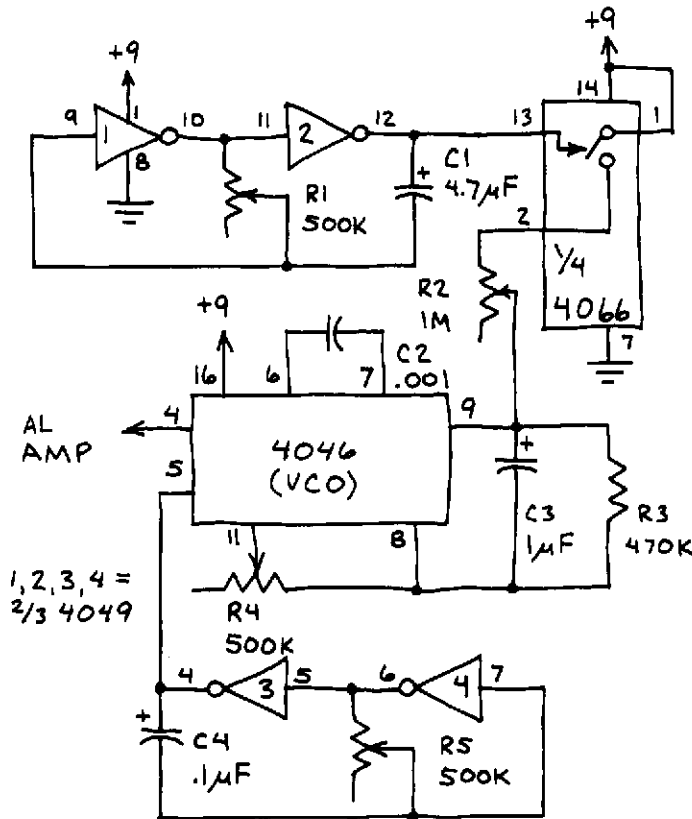 +9
+9
14
9
1
1
10
11
2
12
13
1
8
C1
+
4.7µF
R1
500K
2
1/4
4066
7
R2
1M
+9
16
6
7
C2
.001
AL
AMP
4
5
4046
(VCO)
9
11
8
+
C3
1µF
R3
470K
1, 2, 3, 4 =
2/3 4049
R4
500K
4
3
5
6
4
7
+
C4
.1µF
R5
500K